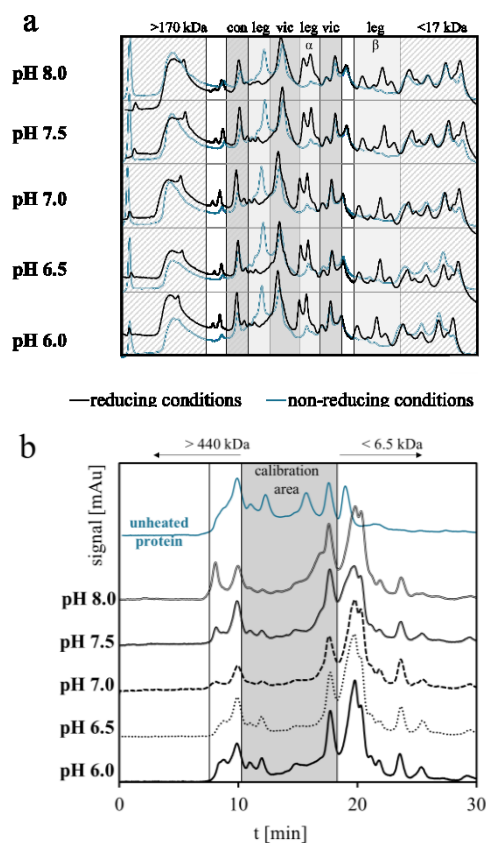 a
>170 kDa con leg vic leg vic leg <17 kDa
α β
pH 8.0
pH 7.5
pH 7.0
pH 6.5
pH 6.0
reducing conditions non-reducing conditions
b
> 440 kDa < 6.5 kDa
calibration
area
signal [mAu]
unheated
protein
pH 8.0
pH 7.5
pH 7.0
pH 6.5
pH 6.0
0 10 20 30
t [min]